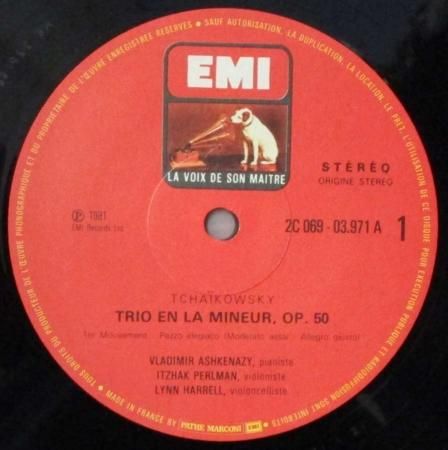 TOUS DROITS DU PRODUCTEUR DE L'ŒUVRE PHONOGRAPHIQUE ET DU PROPRIETAIRE DE L'ŒUVRE ENREGISTREE RESERVES • SAUF AUTORISATION, LA DUPLICATION, LA LOCATION, LE PRET, L'UTILISATION DE CE DISQUE POUR EXECUTION PUBLIQUE ET RADIODIFFUSION SONT INTERDITS
EMI
LA VOIX DE SON MAITRE
STÉRÉO
ORIGINE STEREO
℗ 1981
EMI Records Ltd
2C 069 - 03.971 A 1
TCHAÏKOWSKY
TRIO EN LA MINEUR, OP. 50
1er Mouvement : Pezzo elegiaco (Moderato assai - Allegro giusto)
VLADIMIR ASHKENAZY, pianiste
ITZHAK PERLMAN, violoniste
LYNN HARRELL, violoncelliste
MADE IN FRANCE BY PATHE MARCONI EMI